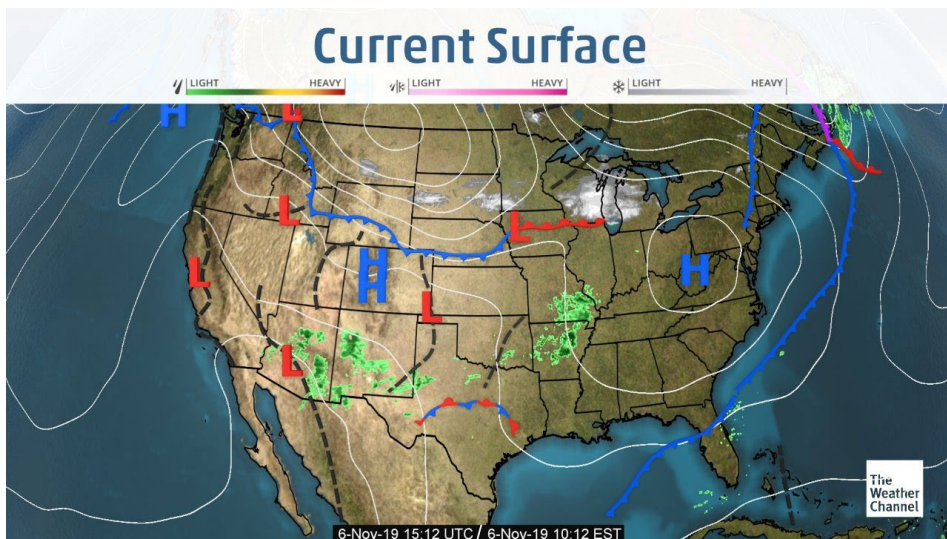 Current Surface
LIGHT HEAVY LIGHT HEAVY LIGHT HEAVY
H
L
L
L
L
H
H
L
H
L
The
Weather
Channel
6-Nov-19 15:12 UTC / 6-Nov-19 10:12 EST